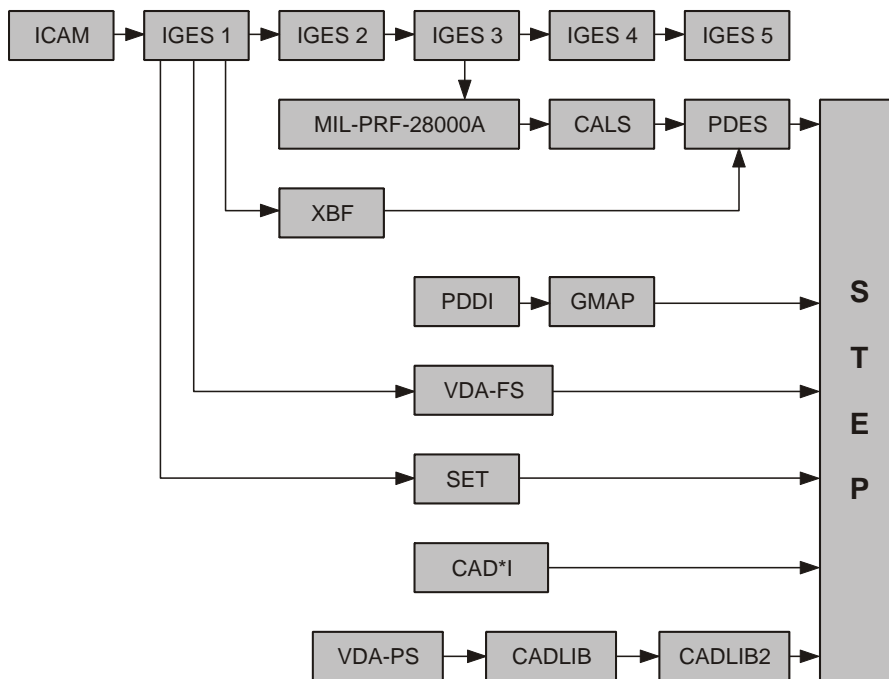 ICAM
IGES 1
IGES 2
IGES 3
IGES 4
IGES 5
MIL-PRF-28000A
CALS
PDES
XBF
PDDI
GMAP
VDA-FS
SET
CAD*I
VDA-PS
CADLIB
CADLIB2
S
T
E
P